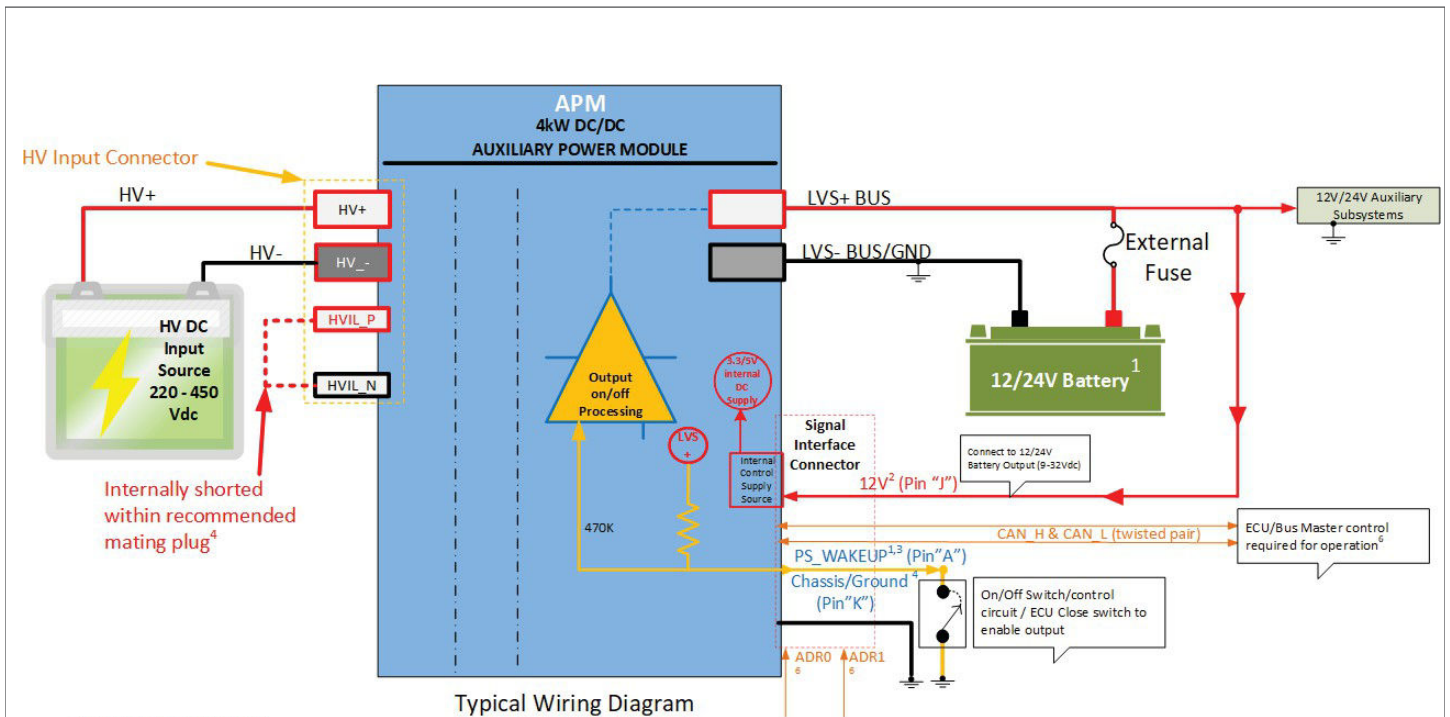 APM
4kW DC/DC
AUXILIARY POWER MODULE
HV Input Connector
HV+
HV+
HV-
HV_-
HVIL_P
HVIL_N
HV DC
Input
Source
220 - 450
Vdc
Internally shorted
within recommended
mating plug4
Output
on/off
Processing
470K
LVS
+
3.3/5V
internal
DC
Supply
Internal
Control
Supply
Source
Signal
Interface
Connector
LVS+ BUS
LVS- BUS/GND
External
Fuse
12V/24V Auxiliary
Subsystems
12/24V Battery1
Connect to 12/24V
Battery Output (9-32Vdc)
12V2 (Pin "J")
CAN_H & CAN_L (twisted pair)
ECU/Bus Master control
required for operation6
PS_WAKEUP1,3 (Pin"A")
Chassis/Ground 4
(Pin"K")
On/Off Switch/control
circuit / ECU Close switch to
enable output
ADR0
6
ADR1
6
Typical Wiring Diagram